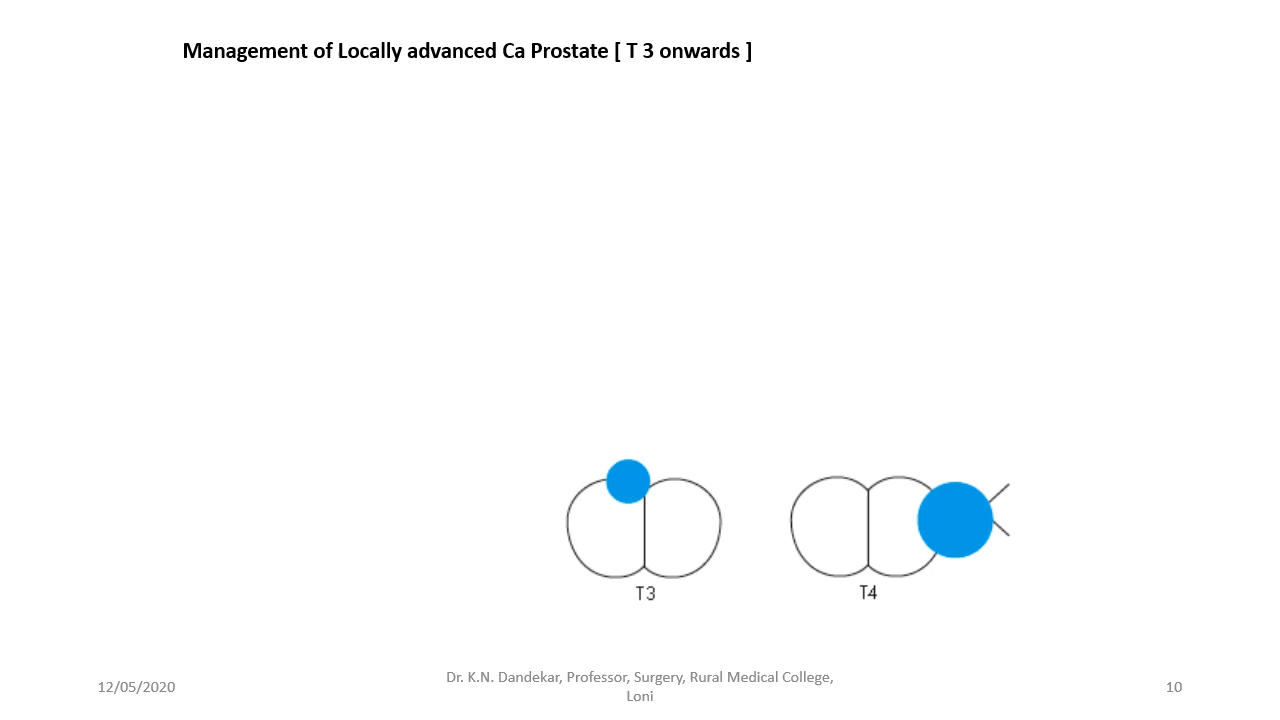 Management of Locally advanced Ca Prostate [ T 3 onwards ]
T3
T4
12/05/2020
Dr. K.N. Dandekar, Professor, Surgery, Rural Medical College,
Loni
10